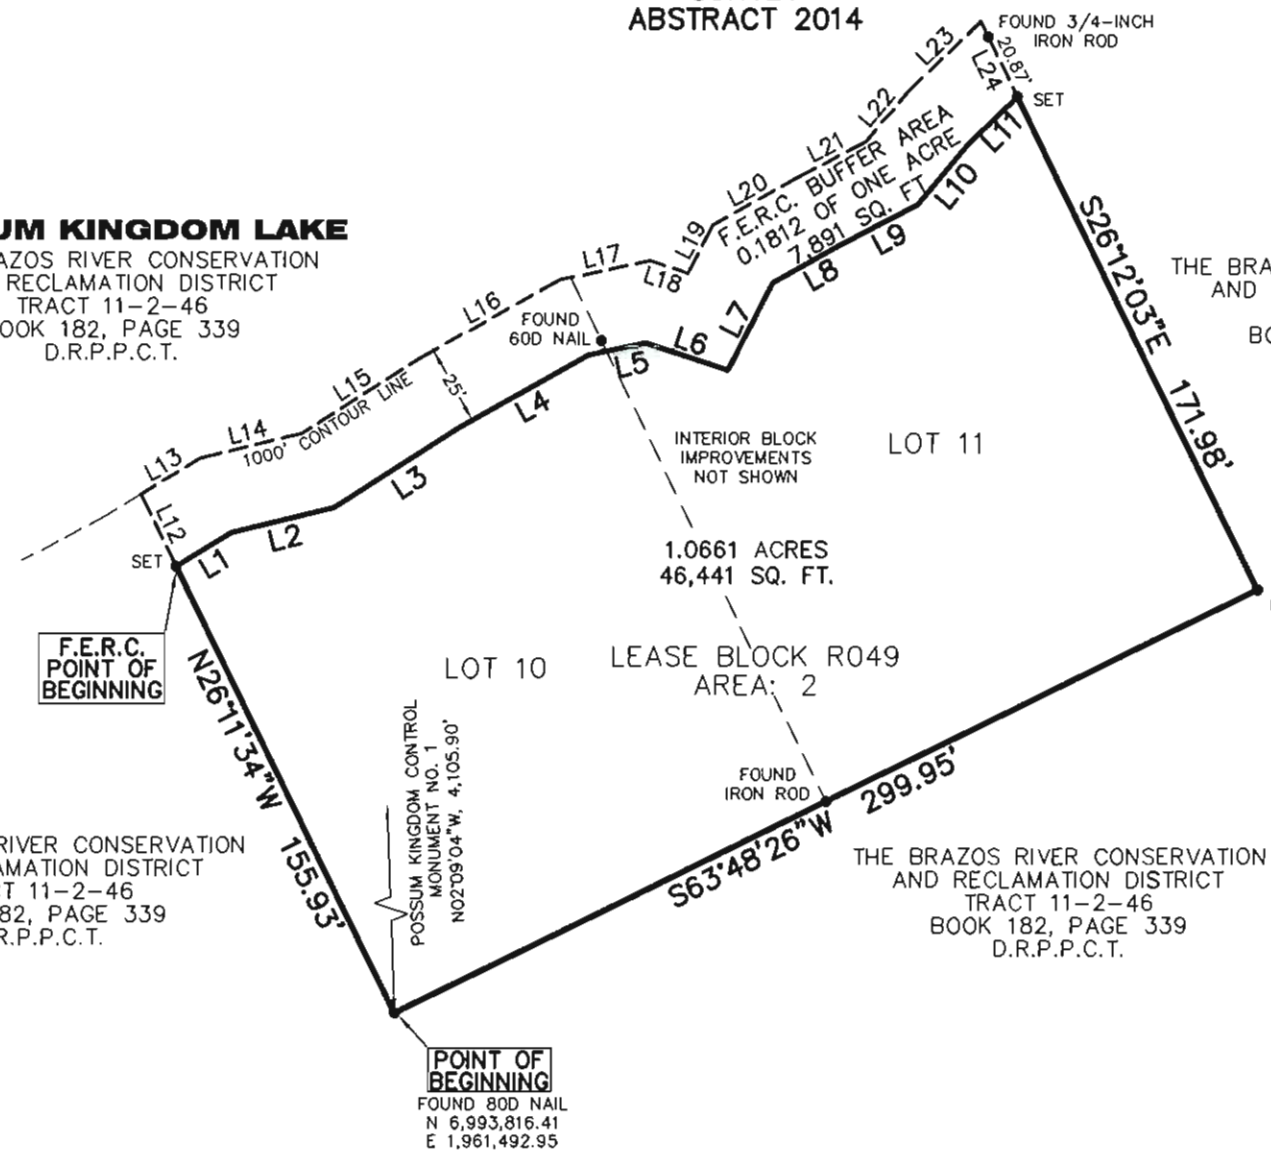 ABSTRACT 2014
FOUND 3/4-INCH
IRON ROD
20.87'
L24
SET
L23
L22
L21
L20
L19
L18
L17
L16
L15
L14
L13
L12
F.E.R.C. BUFFER AREA
0.1812 OF ONE ACRE
7,891 SQ. FT.
L11
L10
L9
L8
L7
L6
L5
L4
L3
L2
L1
UM KINGDOM LAKE
AZOS RIVER CONSERVATION
RECLAMATION DISTRICT
TRACT 11-2-46
OOK 182, PAGE 339
D.R.P.P.C.T.
FOUND
60D NAIL
25'
1000' CONTOUR LINE
S26°12'03"E 171.98'
THE BRA
AND
BO
INTERIOR BLOCK
IMPROVEMENTS
NOT SHOWN
LOT 11
1.0661 ACRES
46,441 SQ. FT.
SET
F.E.R.C.
POINT OF
BEGINNING
LOT 10
LEASE BLOCK R049
AREA: 2
N26°11'34"W 155.93'
POSSUM KINGDOM CONTROL
MONUMENT NO. 1
N02°09'04"W, 4,105.90'
FOUND
IRON ROD
S63°48'26"W 299.95'
RIVER CONSERVATION
AMATION DISTRICT
CT 11-2-46
82, PAGE 339
R.P.P.C.T.
THE BRAZOS RIVER CONSERVATION
AND RECLAMATION DISTRICT
TRACT 11-2-46
BOOK 182, PAGE 339
D.R.P.P.C.T.
POINT OF
BEGINNING
FOUND 80D NAIL
N 6,993,816.41
E 1,961,492.95